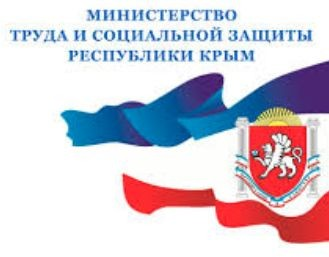 МИНИСТЕРСТВО
ТРУДА И СОЦИАЛЬНОЙ ЗАЩИТЫ
РЕСПУБЛИКИ КРЫМ